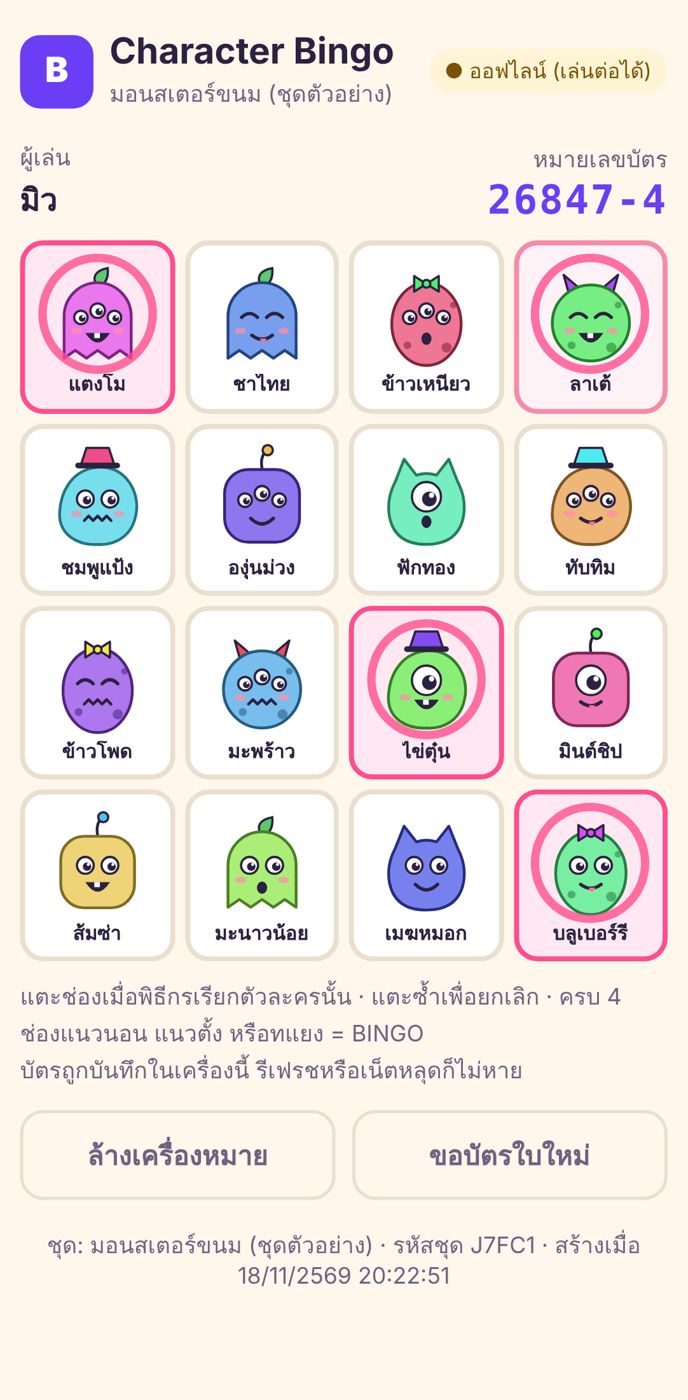 B
Character Bingo
มอนสเตอร์ขนม (ชุดตัวอย่าง)
ออฟไลน์ (เล่นต่อได้)
ผู้เล่น
มิว
หมายเลขบัตร
26847-4
แตงโม
ชาไทย
ข้าวเหนียว
ลาเต้
ชมพูแป้ง
องุ่นม่วง
ฟักทอง
ทับทิม
ข้าวโพด
มะพร้าว
ไข่ตุ๋น
มินต์ชิป
ส้มซ่า
มะนาวน้อย
เมฆหมอก
บลูเบอร์รี
แตะช่องเมื่อพิธีกรเรียกตัวละครนั้น · แตะซ้ำเพื่อยกเลิก · ครบ 4
ช่องแนวนอน แนวตั้ง หรือทแยง = BINGO
บัตรถูกบันทึกในเครื่องนี้ รีเฟรชหรือเน็ตหลุดก็ไม่หาย
ล้างเครื่องหมาย
ขอบัตรใบใหม่
ชุด: มอนสเตอร์ขนม (ชุดตัวอย่าง) · รหัสชุด J7FC1 · สร้างเมื่อ
18/11/2569 20:22:51